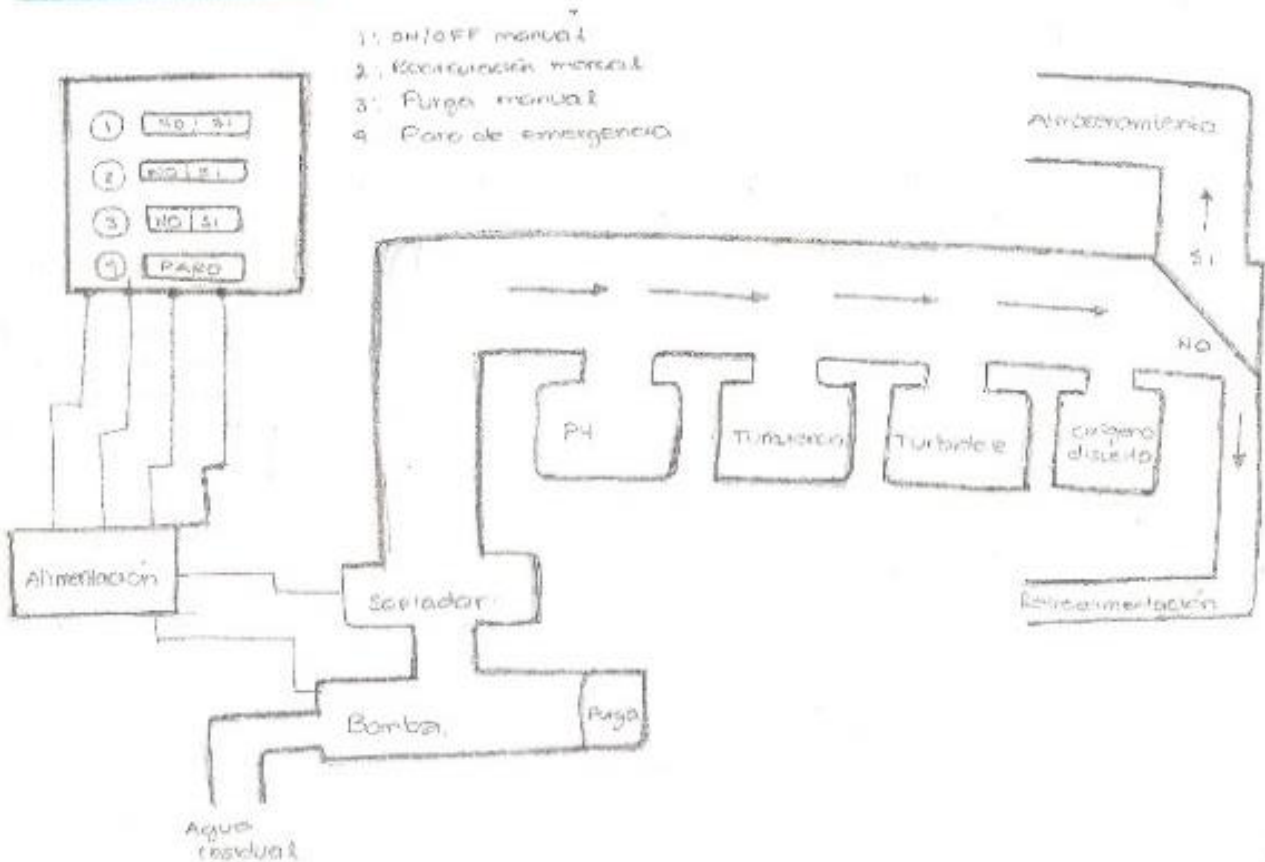 1: ON/OFF manual
2: Recirculación manual
3: Purga manual
4 Paro de emergencia
1 NO SI
2 NO SI
3 NO SI
4 PARO
Almacenamiento
SI
NO
PH
Turbidez
oxígeno
disuelto
Alimentación
Soplador
Retroalimentación
Bomba
Purga
Agua
residual